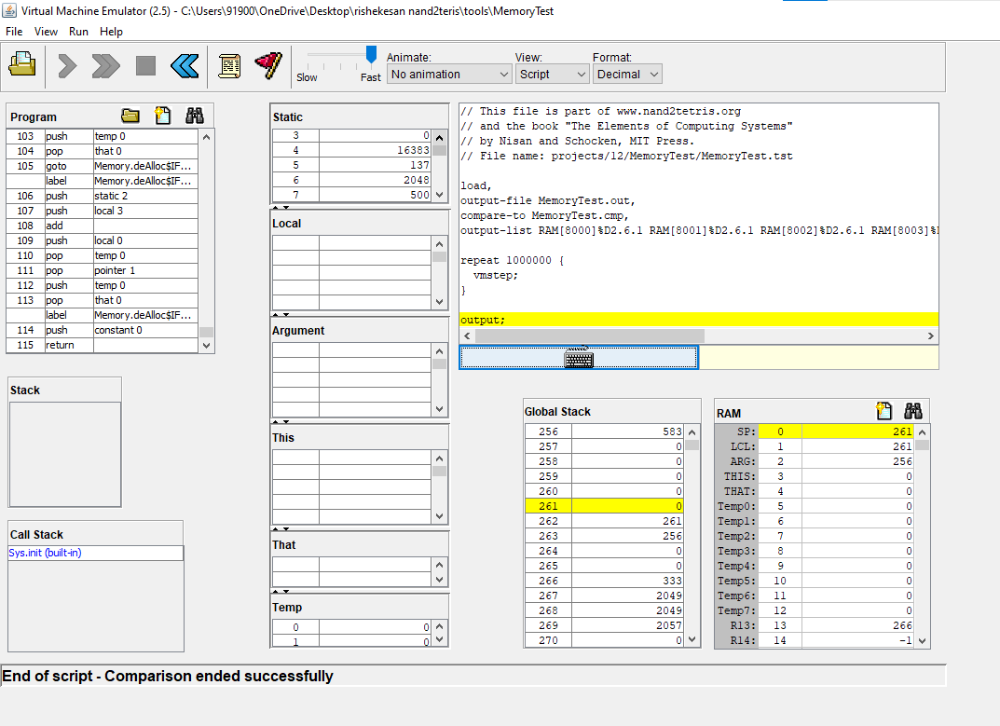 Virtual Machine Emulator (2.5) - C:\Users\91900\OneDrive\Desktop\rishekesan nand2teris\tools\MemoryTest
File View Run Help
Slow Fast
Animate: View: Format:
No animation Script Decimal
Program
103 push temp 0
104 pop that 0
105 goto Memory.deAlloc$IF...
label Memory.deAlloc$IF...
106 push static 2
107 push local 3
108 add
109 push local 0
110 pop temp 0
111 pop pointer 1
112 push temp 0
113 pop that 0
label Memory.deAlloc$IF...
114 push constant 0
115 return
Stack
Call Stack
Sys.init (built-in)
Static
3 0
4 16383
5 137
6 2048
7 500
Local
Argument
This
That
Temp
0 0
1 0
// This file is part of www.nand2tetris.org
// and the book "The Elements of Computing Systems"
// by Nisan and Schocken, MIT Press.
// File name: projects/12/MemoryTest/MemoryTest.tst
load,
output-file MemoryTest.out,
compare-to MemoryTest.cmp,
output-list RAM[8000]%D2.6.1 RAM[8001]%D2.6.1 RAM[8002]%D2.6.1 RAM[8003]%
repeat 1000000 {
vmstep;
}
output;
Global Stack
256 583
257 0
258 0
259 0
260 0
261 0
262 261
263 256
264 0
265 0
266 333
267 2049
268 2049
269 2057
270 0
RAM
SP: 0 261
LCL: 1 261
ARG: 2 256
THIS: 3 0
THAT: 4 0
Temp0: 5 0
Temp1: 6 0
Temp2: 7 0
Temp3: 8 0
Temp4: 9 0
Temp5: 10 0
Temp6: 11 0
Temp7: 12 0
R13: 13 266
R14: 14 -1
End of script - Comparison ended successfully